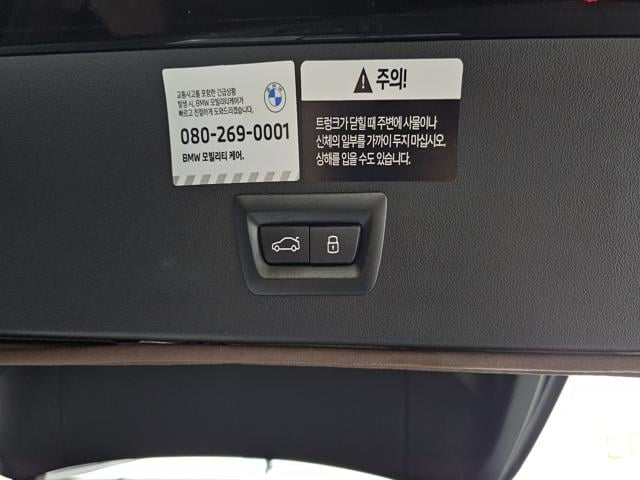 교통사고를 포함한 긴급상황
발생 시, BMW 모빌리티케어가
빠르고 친절하게 도와드리겠습니다.
080-269-0001
BMW 모빌리티 케어.
주의!
트렁크가 닫힐 때 주변에 사물이나
신체의 일부를 가까이 두지 마십시오.
상해를 입을 수도 있습니다.